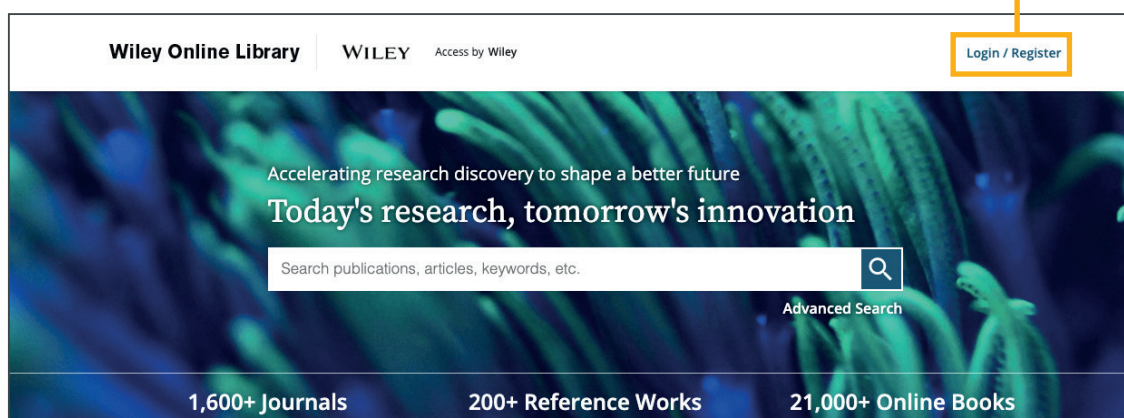 Wiley Online Library WILEY Access by Wiley Login / Register
Accelerating research discovery to shape a better future
Today's research, tomorrow's innovation
Search publications, articles, keywords, etc.
Advanced Search
1,600+ Journals 200+ Reference Works 21,000+ Online Books